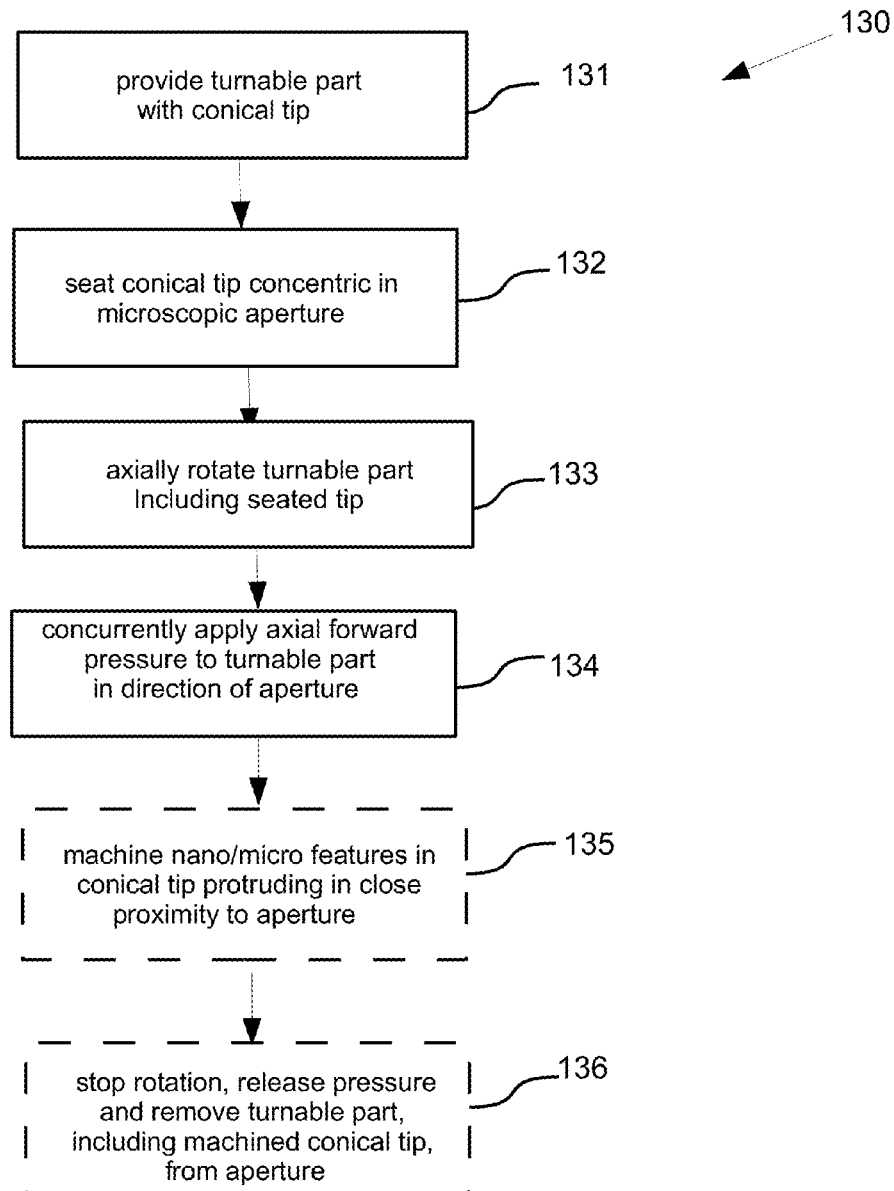 130
provide turnable part
with conical tip
131
seat conical tip concentric in
microscopic aperture
132
axially rotate turnable part
Including seated tip
133
concurrently apply axial forward
pressure to turnable part
in direction of aperture
134
machine nano/micro features in
conical tip protruding in close
proximity to aperture
135
stop rotation, release pressure
and remove turnable part,
including machined conical tip,
from aperture
136